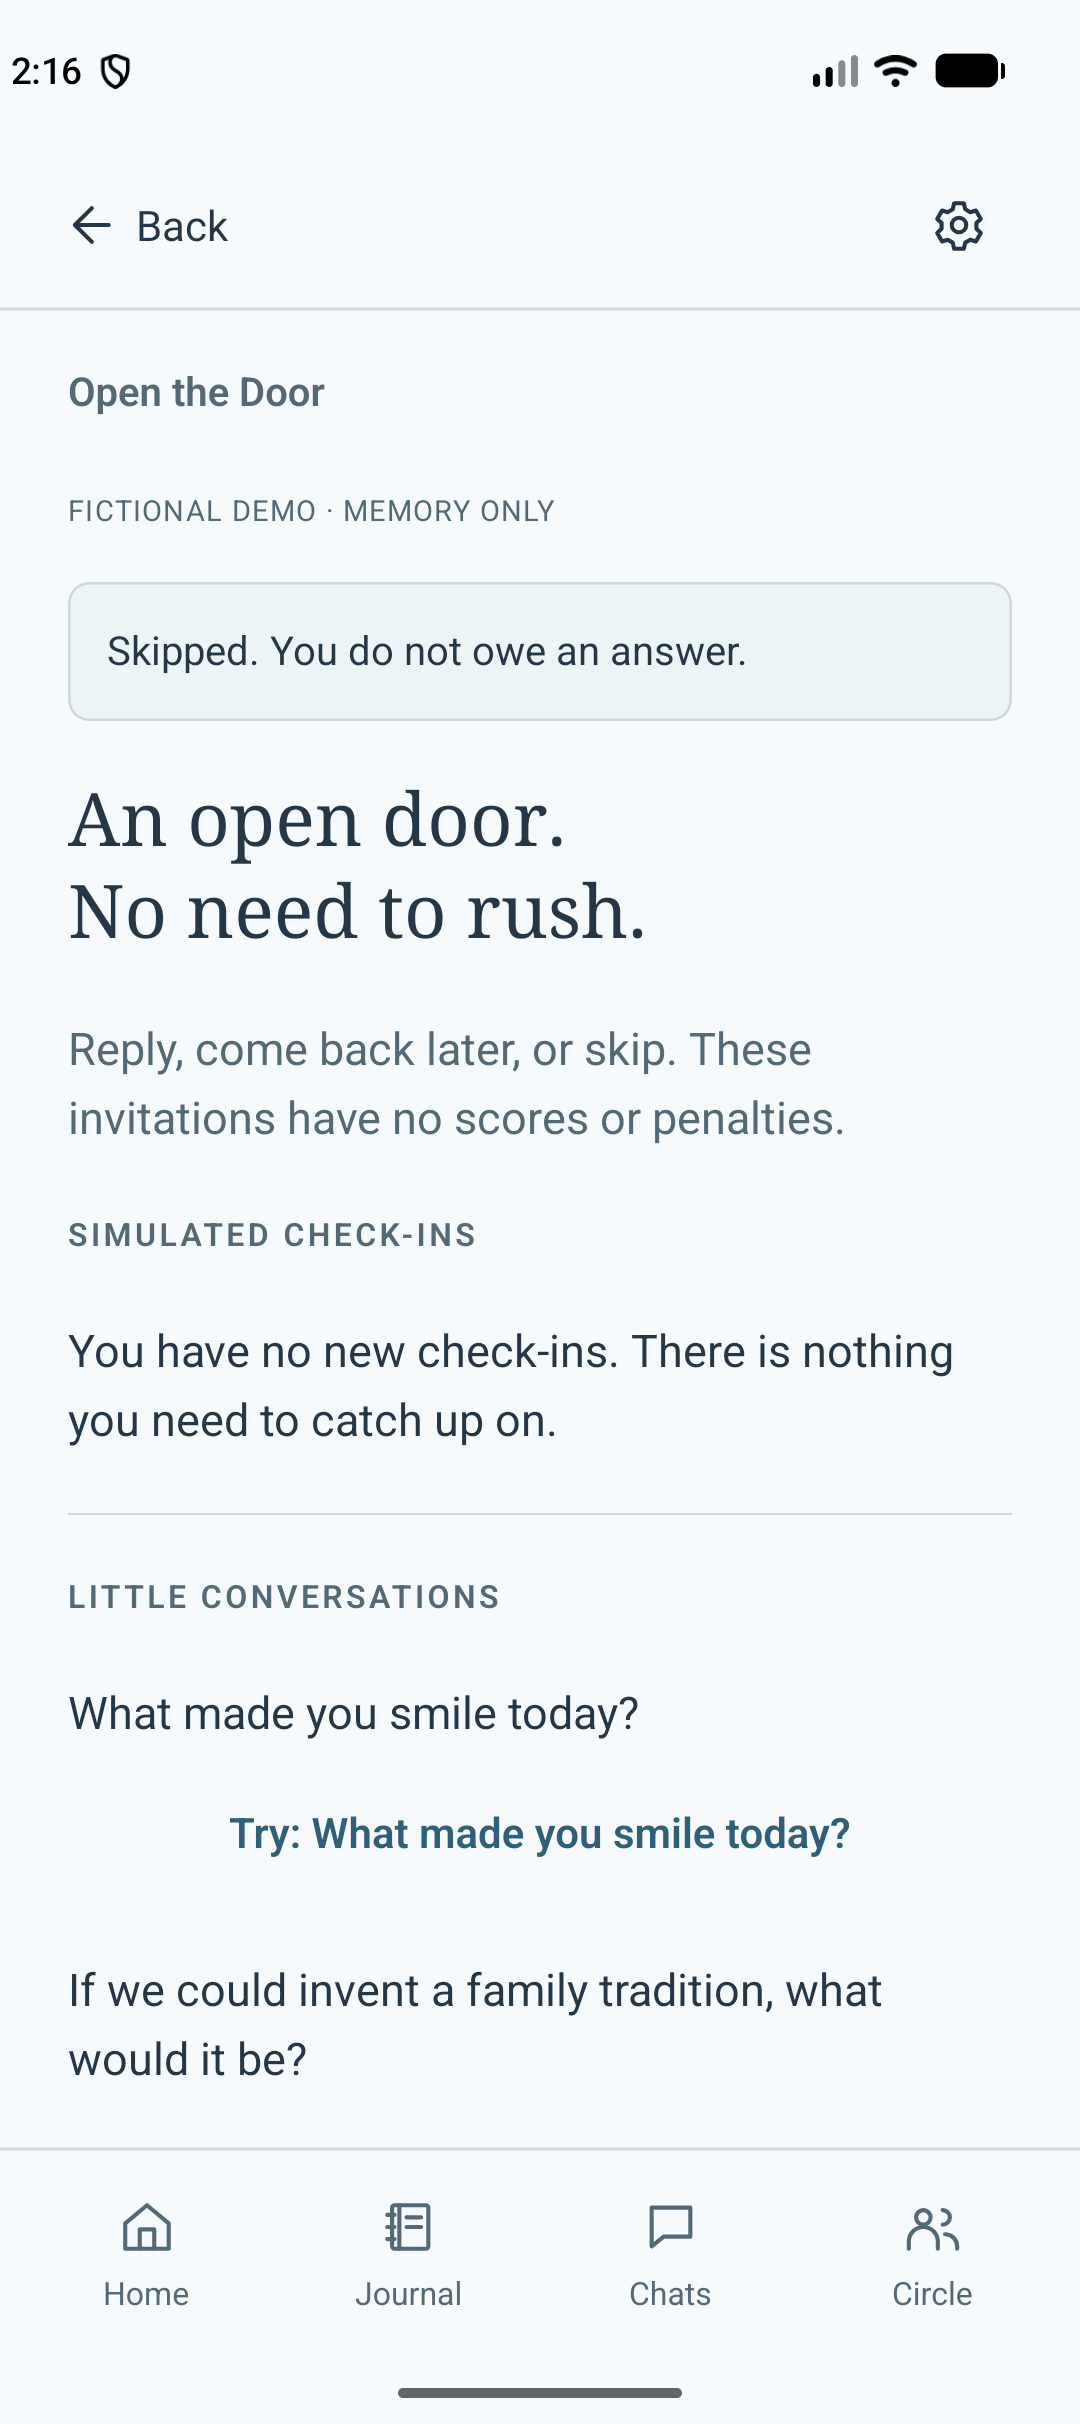 2:16
Back
Open the Door
FICTIONAL DEMO · MEMORY ONLY
Skipped. You do not owe an answer.
An open door.
No need to rush.
Reply, come back later, or skip. These
invitations have no scores or penalties.
SIMULATED CHECK-INS
You have no new check-ins. There is nothing
you need to catch up on.
LITTLE CONVERSATIONS
What made you smile today?
Try: What made you smile today?
If we could invent a family tradition, what
would it be?
Home
Journal
Chats
Circle